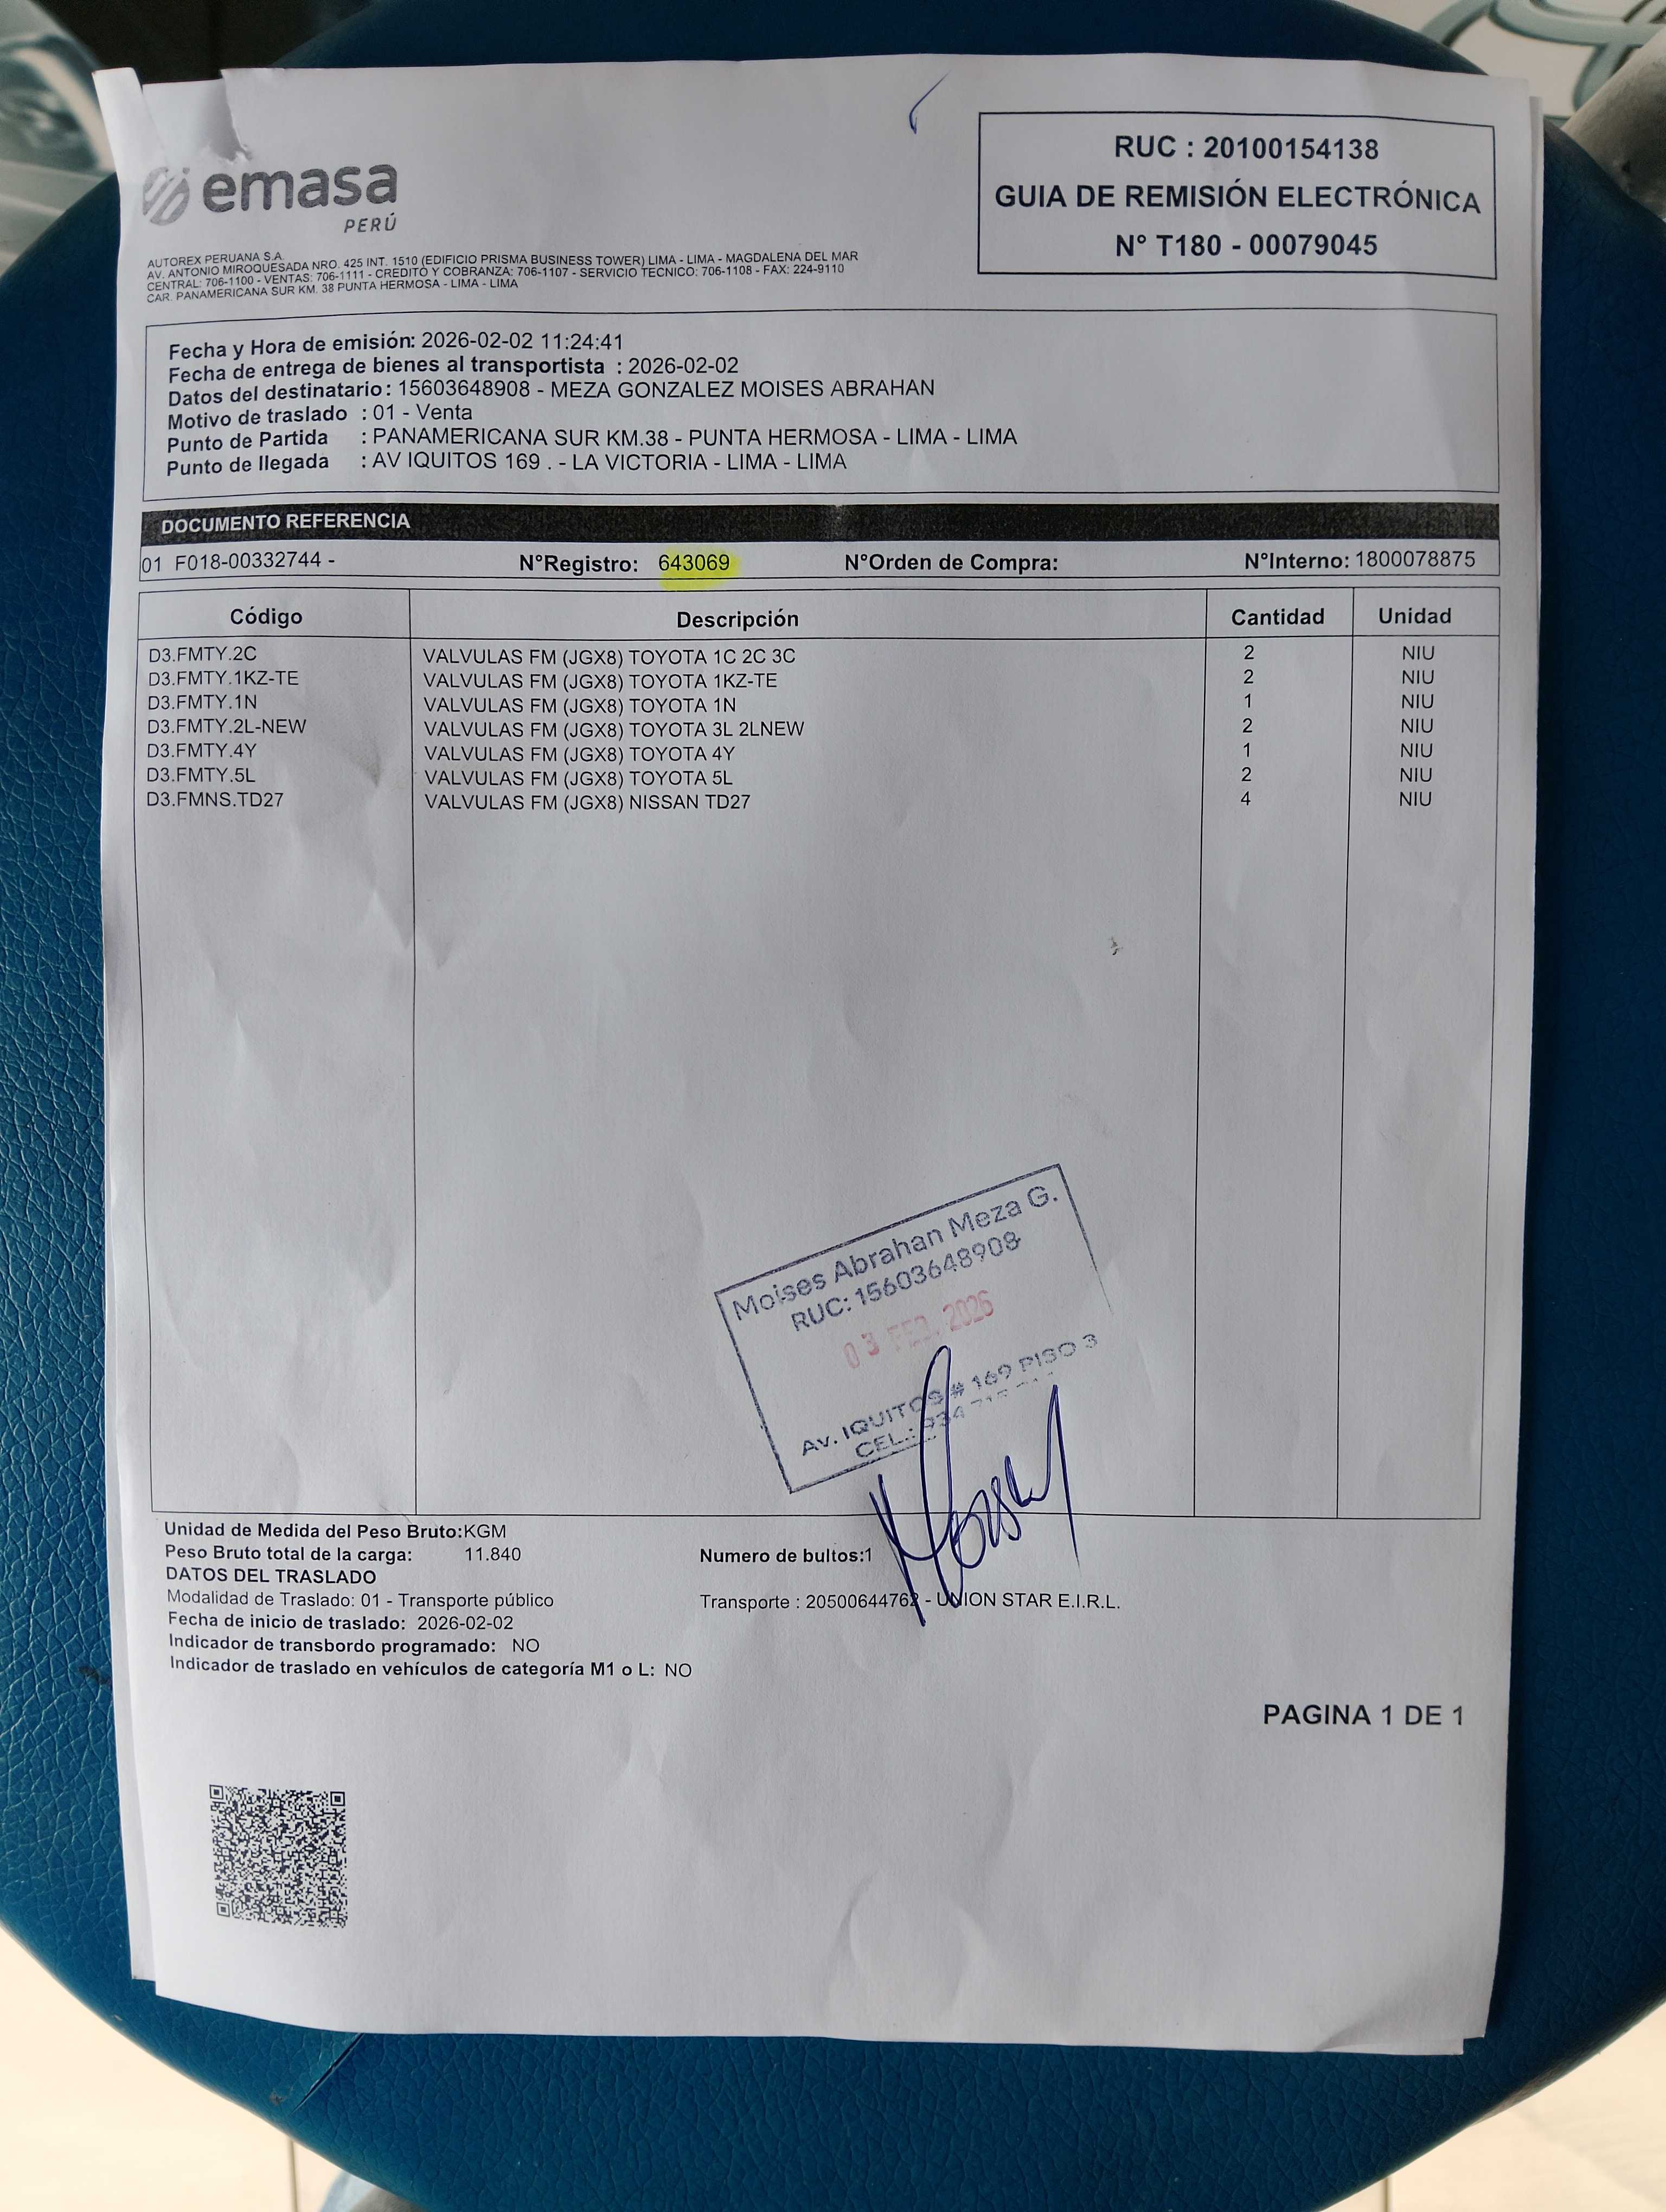 emasa
PERÚ
RUC : 20100154138
GUIA DE REMISIÓN ELECTRÓNICA
N° T180 - 00079045
AUTOREX PERUANA S.A.
AV. ANTONIO MIROQUESADA NRO. 425 INT. 1510 (EDIFICIO PRISMA BUSINESS TOWER) LIMA - LIMA - MAGDALENA DEL MAR
CENTRAL: 706-1100 - VENTAS: 706-1111 - CREDITO Y COBRANZA: 706-1107 - SERVICIO TECNICO: 706-1108 - FAX: 224-9110
CAR. PANAMERICANA SUR KM. 38 PUNTA HERMOSA - LIMA - LIMA
Fecha y Hora de emisión: 2026-02-02 11:24:41
Fecha de entrega de bienes al transportista : 2026-02-02
Datos del destinatario : 15603648908 - MEZA GONZALEZ MOISES ABRAHAN
Motivo de traslado : 01 - Venta
Punto de Partida : PANAMERICANA SUR KM.38 - PUNTA HERMOSA - LIMA - LIMA
Punto de llegada : AV IQUITOS 169 . - LA VICTORIA - LIMA - LIMA
DOCUMENTO REFERENCIA
01 F018-00332744 - N°Registro: 643069 N°Orden de Compra: N°Interno: 1800078875
Código Descripción Cantidad Unidad
D3.FMTY.2C VALVULAS FM (JGX8) TOYOTA 1C 2C 3C 2 NIU
D3.FMTY.1KZ-TE VALVULAS FM (JGX8) TOYOTA 1KZ-TE 2 NIU
D3.FMTY.1N VALVULAS FM (JGX8) TOYOTA 1N 1 NIU
D3.FMTY.2L-NEW VALVULAS FM (JGX8) TOYOTA 3L 2LNEW 2 NIU
D3.FMTY.4Y VALVULAS FM (JGX8) TOYOTA 4Y 1 NIU
D3.FMTY.5L VALVULAS FM (JGX8) TOYOTA 5L 2 NIU
D3.FMNS.TD27 VALVULAS FM (JGX8) NISSAN TD27 4 NIU
Moises Abrahan Meza G.
RUC: 15603648908
03 FEB. 2026
AV. IQUITOS # 169 PISO 3
CEL.: 934
Unidad de Medida del Peso Bruto:KGM
Peso Bruto total de la carga: 11.840 Numero de bultos:1
DATOS DEL TRASLADO
Modalidad de Traslado: 01 - Transporte público Transporte : 20500644762 - UNION STAR E.I.R.L.
Fecha de inicio de traslado: 2026-02-02
Indicador de transbordo programado: NO
Indicador de traslado en vehículos de categoría M1 o L: NO
PAGINA 1 DE 1